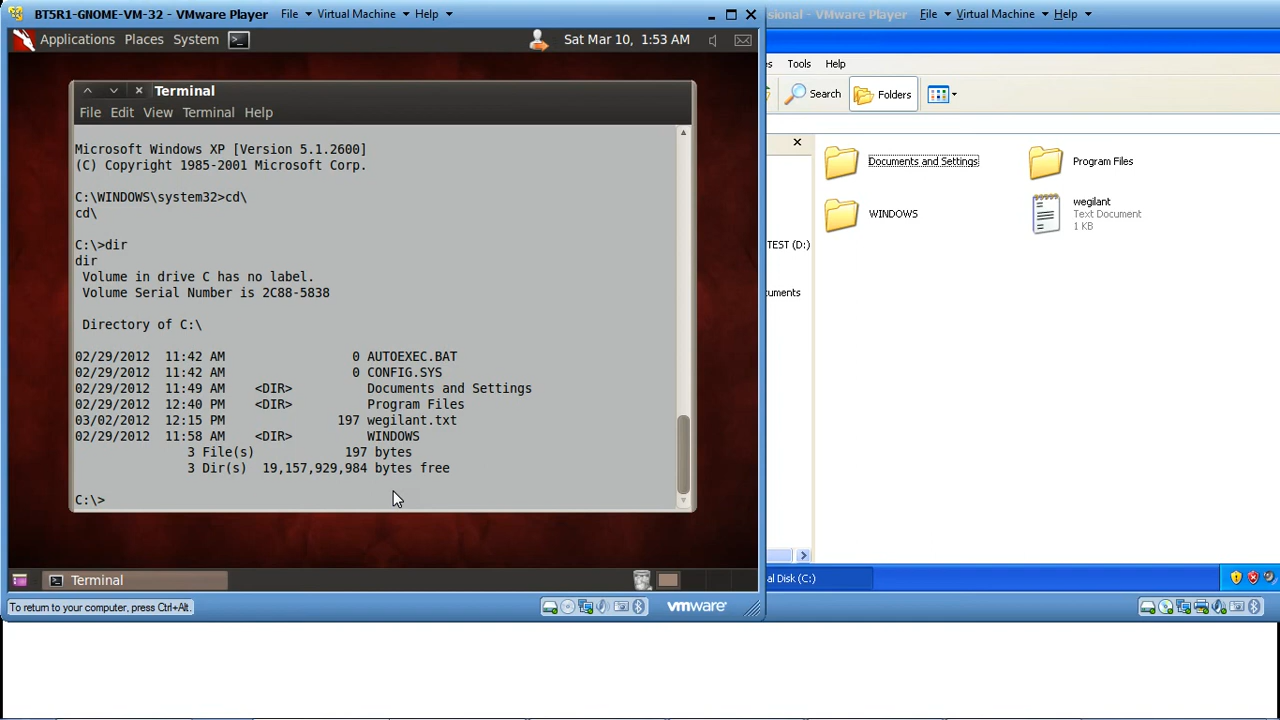 BT5R1-GNOME-VM-32 - VMware Player File Virtual Machine Help
Applications Places System Sat Mar 10, 1:53 AM
Terminal
File Edit View Terminal Help
Microsoft Windows XP [Version 5.1.2600]
(C) Copyright 1985-2001 Microsoft Corp.
C:\WINDOWS\system32>cd\
cd\
C:\>dir
dir
Volume in drive C has no label.
Volume Serial Number is 2C88-5838
Directory of C:\
02/29/2012 11:42 AM 0 AUTOEXEC.BAT
02/29/2012 11:42 AM 0 CONFIG.SYS
02/29/2012 11:49 AM <DIR> Documents and Settings
02/29/2012 12:40 PM <DIR> Program Files
03/02/2012 12:15 PM 197 wegilant.txt
02/29/2012 11:58 AM <DIR> WINDOWS
3 File(s) 197 bytes
3 Dir(s) 19,157,929,984 bytes free
C:\>
Terminal
To return to your computer, press Ctrl+Alt.
vmware
sional - VMware Player File Virtual Machine Help
es Tools Help
Search Folders
Documents and Settings
Program Files
WINDOWS
wegilant
Text Document
1 KB
TEST (D:)
cuments
al Disk (C:)